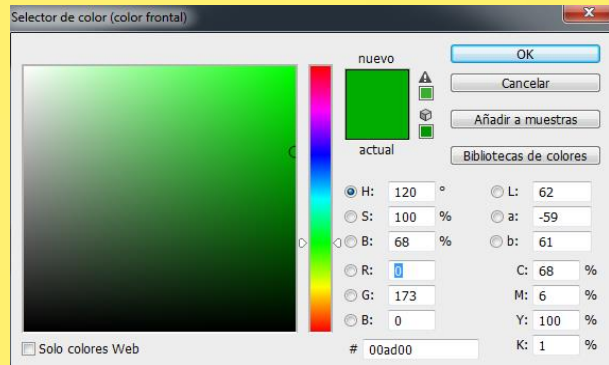 Selector de color (color frontal)
nuevo
actual
OK
Cancelar
Añadir a muestras
Bibliotecas de colores
H: 120 °
S: 100 %
B: 68 %
R: 0
G: 173
B: 0
# 00ad00
L: 62
a: -59
b: 61
C: 68 %
M: 6 %
Y: 100 %
K: 1 %
Solo colores Web